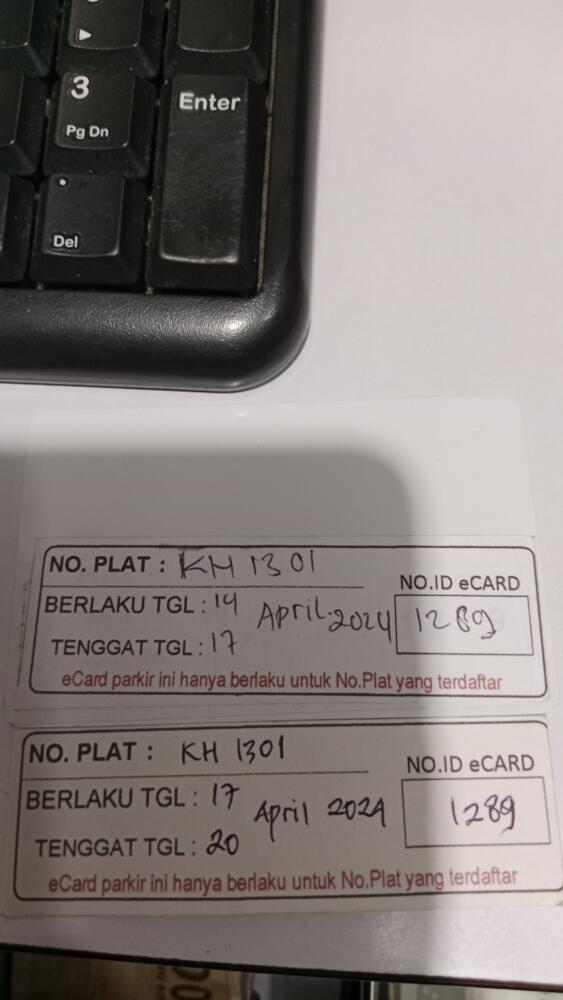 3
Pg Dn
Enter
Del
NO. PLAT : KH 1301
NO.ID eCARD
BERLAKU TGL : 14 April 2024
1289
TENGGAT TGL : 17
eCard parkir ini hanya berlaku untuk No.Plat yang terdaftar
NO. PLAT : KH 1301
NO.ID eCARD
BERLAKU TGL : 17 April 2024
1289
TENGGAT TGL : 20
eCard parkir ini hanya berlaku untuk No.Plat yang terdaftar